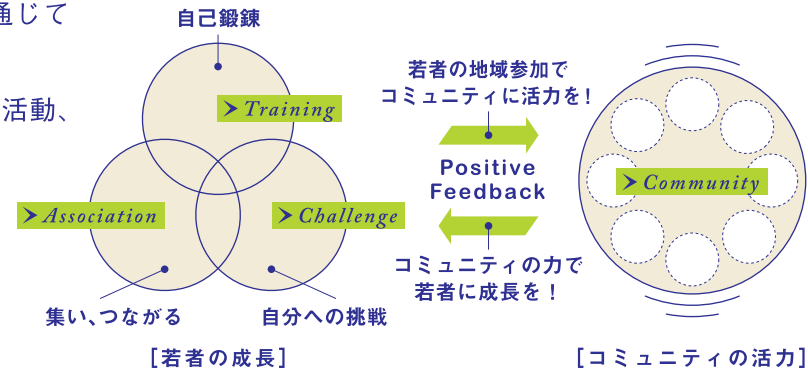 通じて
活動、
自己鍛錬
Training
Association
Challenge
集い、つながる
自分への挑戦
[若者の成長]
若者の地域参加で
コミュニティに活力を！
Positive
Feedback
コミュニティの力で
若者に成長を！
Community
[コミュニティの活力]